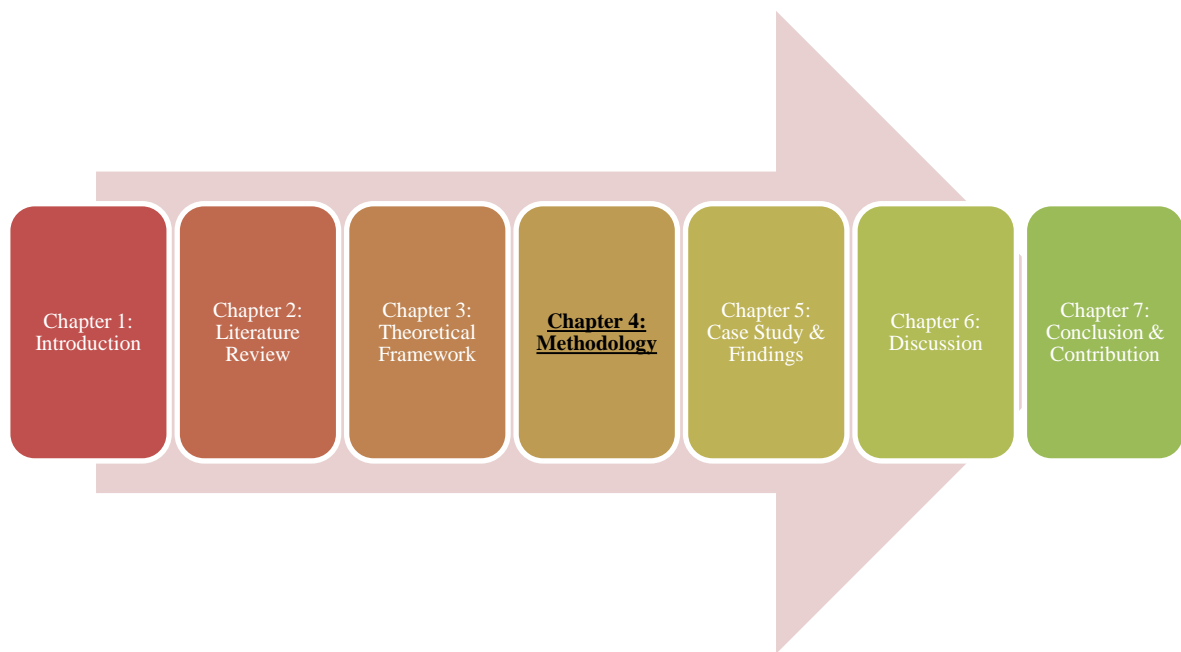 Chapter 1:
Introduction
Chapter 2:
Literature
Review
Chapter 3:
Theoretical
Framework
Chapter 4:
Methodology
Chapter 5:
Case Study &
Findings
Chapter 6:
Discussion
Chapter 7:
Conclusion &
Contribution